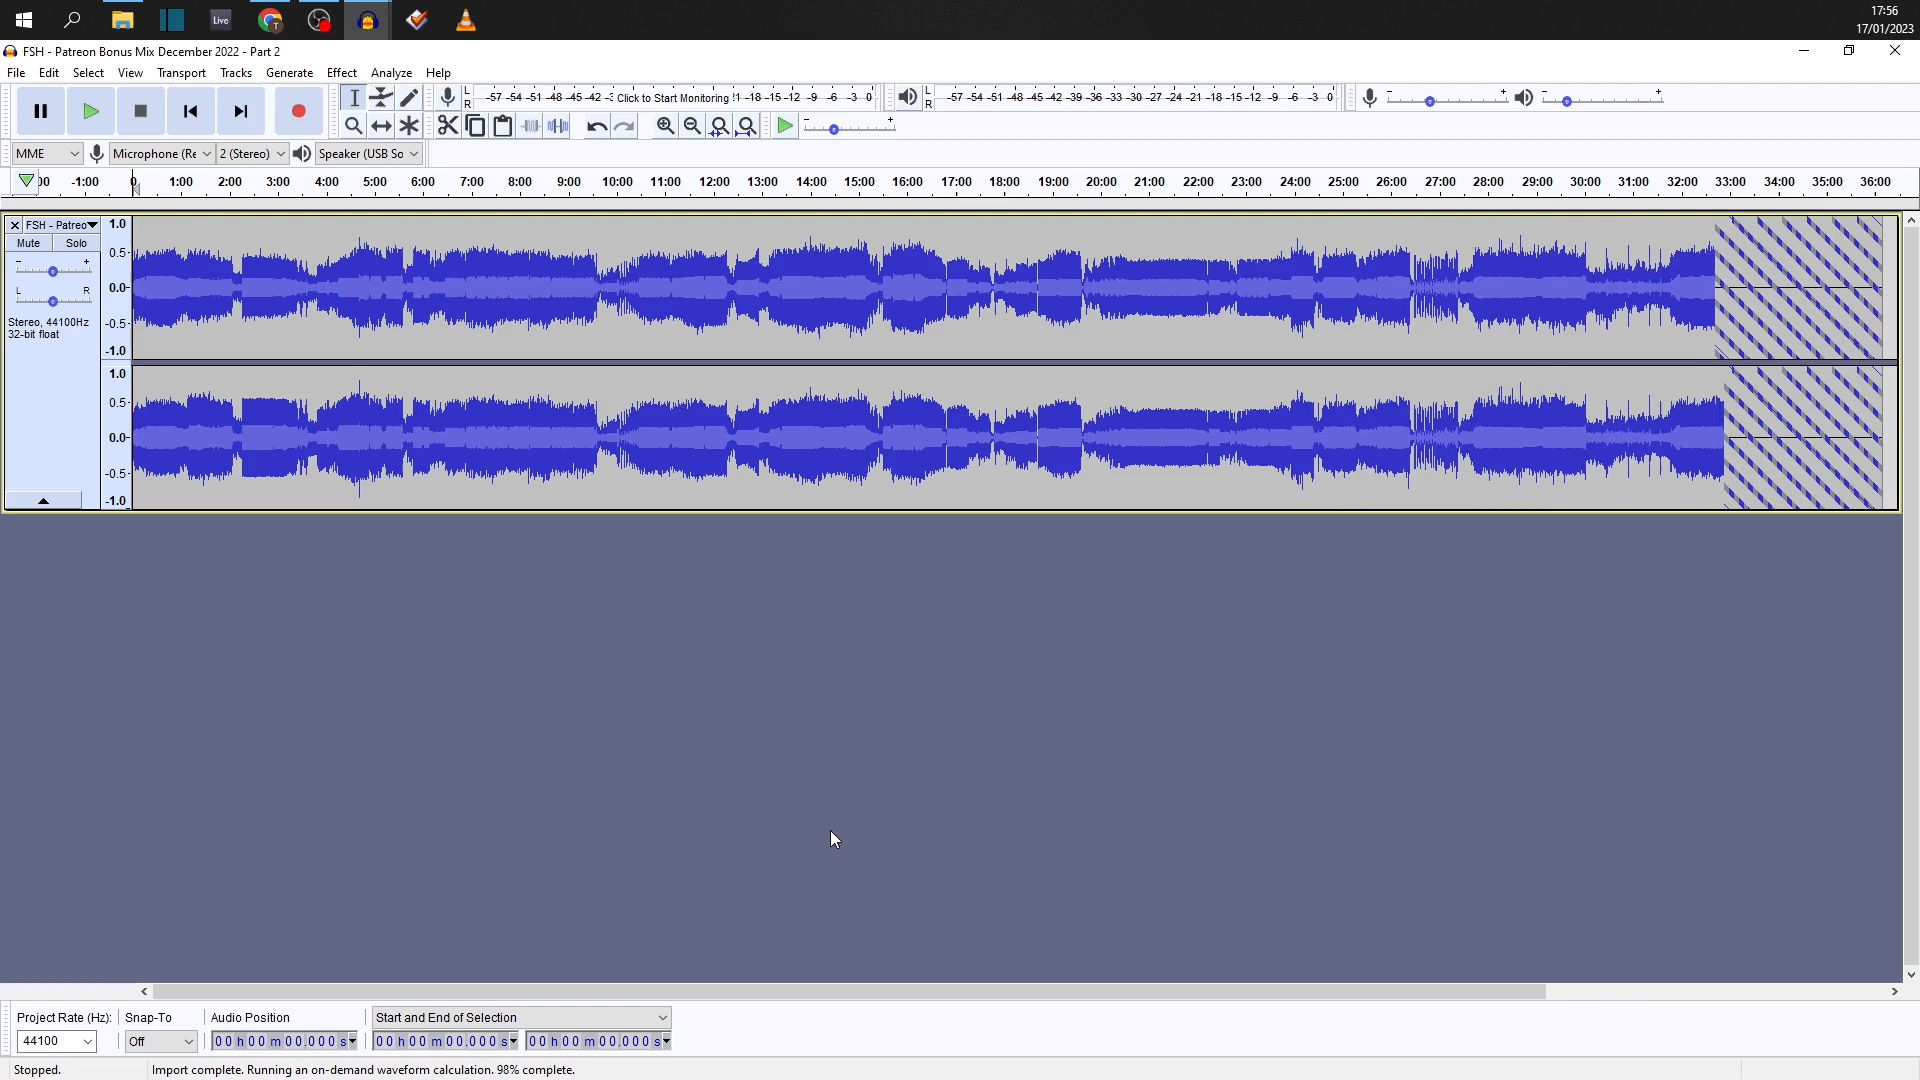 17:56
17/01/2023
Live
FSH - Patreon Bonus Mix December 2022 - Part 2
File Edit Select View Transport Tracks Generate Effect Analyze Help
L
R
-57 -54 -51 -48 -45 -42 -3 Click to Start Monitoring !1 -18 -15 -12 -9 -6 -3 0
L
R
-57 -54 -51 -48 -45 -42 -39 -36 -33 -30 -27 -24 -21 -18 -15 -12 -9 -6 -3 0
- +
- +
- +
MME Microphone (Re 2 (Stereo) Speaker (USB So
00 -1:00 0 1:00 2:00 3:00 4:00 5:00 6:00 7:00 8:00 9:00 10:00 11:00 12:00 13:00 14:00 15:00 16:00 17:00 18:00 19:00 20:00 21:00 22:00 23:00 24:00 25:00 26:00 27:00 28:00 29:00 30:00 31:00 32:00 33:00 34:00 35:00 36:00
FSH - Patreo
Mute Solo
- +
L R
Stereo, 44100Hz
32-bit float
1.0
0.5
0.0
-0.5
-1.0
1.0
0.5
0.0
-0.5
-1.0
Project Rate (Hz): Snap-To Audio Position Start and End of Selection
44100 Off 00 h 00 m 00.000 s 00 h 00 m 00.000 s 00 h 00 m 00.000 s
Stopped. Import complete. Running an on-demand waveform calculation. 98% complete.